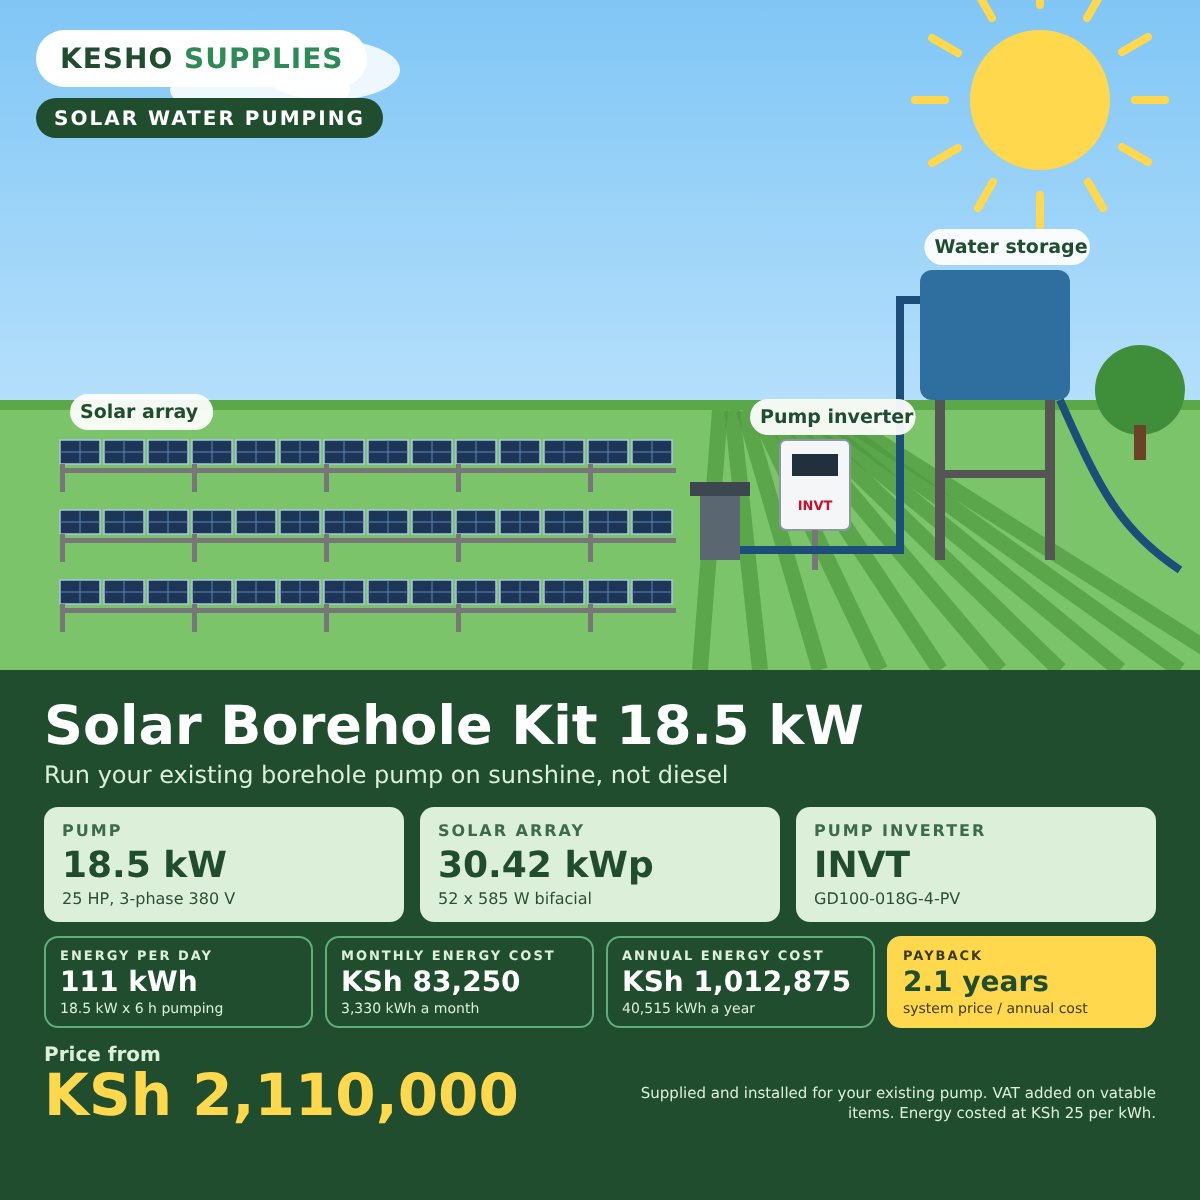 KESHO SUPPLIES
SOLAR WATER PUMPING
Water storage
Solar array
Pump inverter
INVT
Solar Borehole Kit 18.5 kW
Run your existing borehole pump on sunshine, not diesel
PUMP
18.5 kW
25 HP, 3-phase 380 V
SOLAR ARRAY
30.42 kWp
52 x 585 W bifacial
PUMP INVERTER
INVT
GD100-018G-4-PV
ENERGY PER DAY
111 kWh
18.5 kW x 6 h pumping
MONTHLY ENERGY COST
KSh 83,250
3,330 kWh a month
ANNUAL ENERGY COST
KSh 1,012,875
40,515 kWh a year
PAYBACK
2.1 years
system price / annual cost
Price from
KSh 2,110,000
Supplied and installed for your existing pump. VAT added on vatable
items. Energy costed at KSh 25 per kWh.